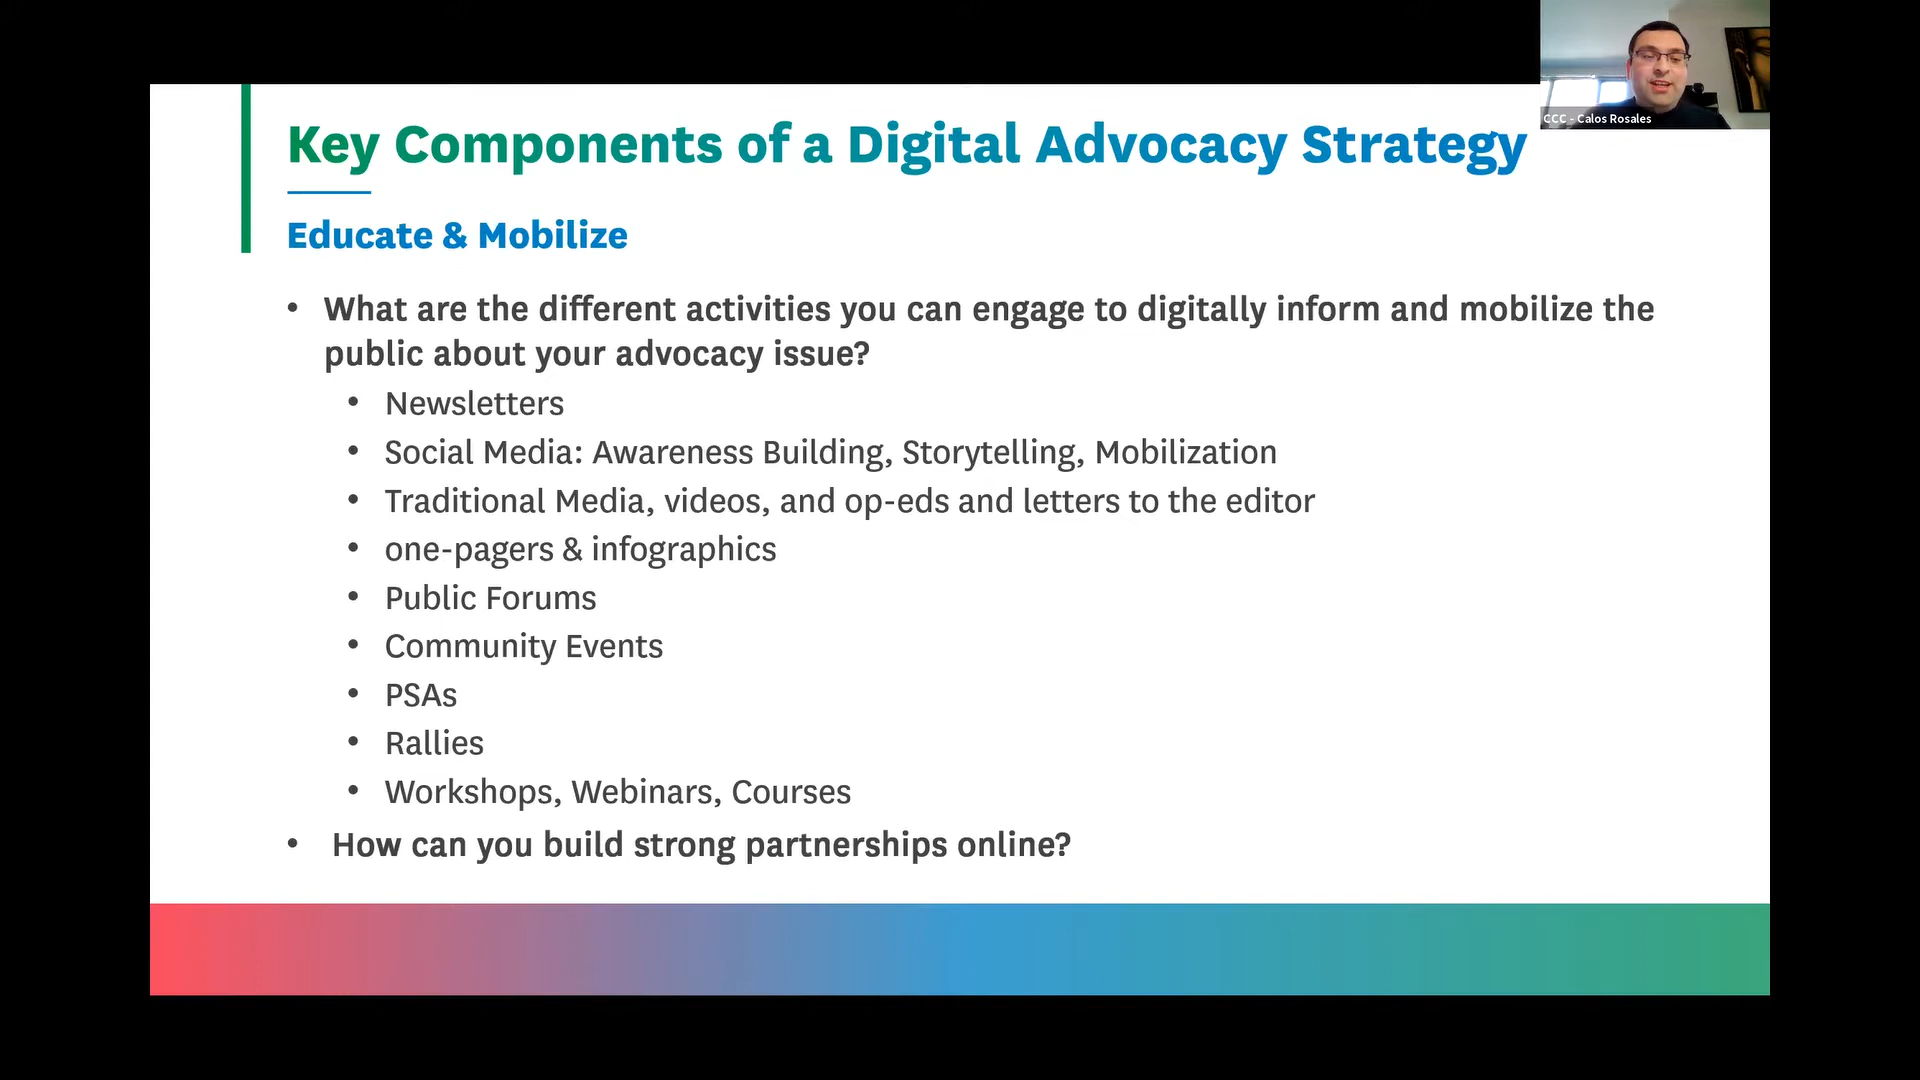 Key Components of a Digital Advocacy Strategy
CCC - Calos Rosales
Educate & Mobilize
• What are the different activities you can engage to digitally inform and mobilize the
public about your advocacy issue?
• Newsletters
• Social Media: Awareness Building, Storytelling, Mobilization
• Traditional Media, videos, and op-eds and letters to the editor
• one-pagers & infographics
• Public Forums
• Community Events
• PSAs
• Rallies
• Workshops, Webinars, Courses
• How can you build strong partnerships online?